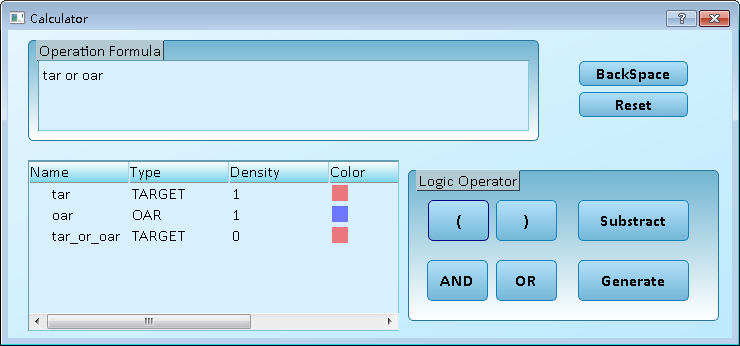 Calculator
Operation Formula
tar or oar
BackSpace
Reset
Name Type Density Color
tar TARGET 1
oar OAR 1
tar_or_oar TARGET 0
Logic Operator
( ) Substract
AND OR Generate